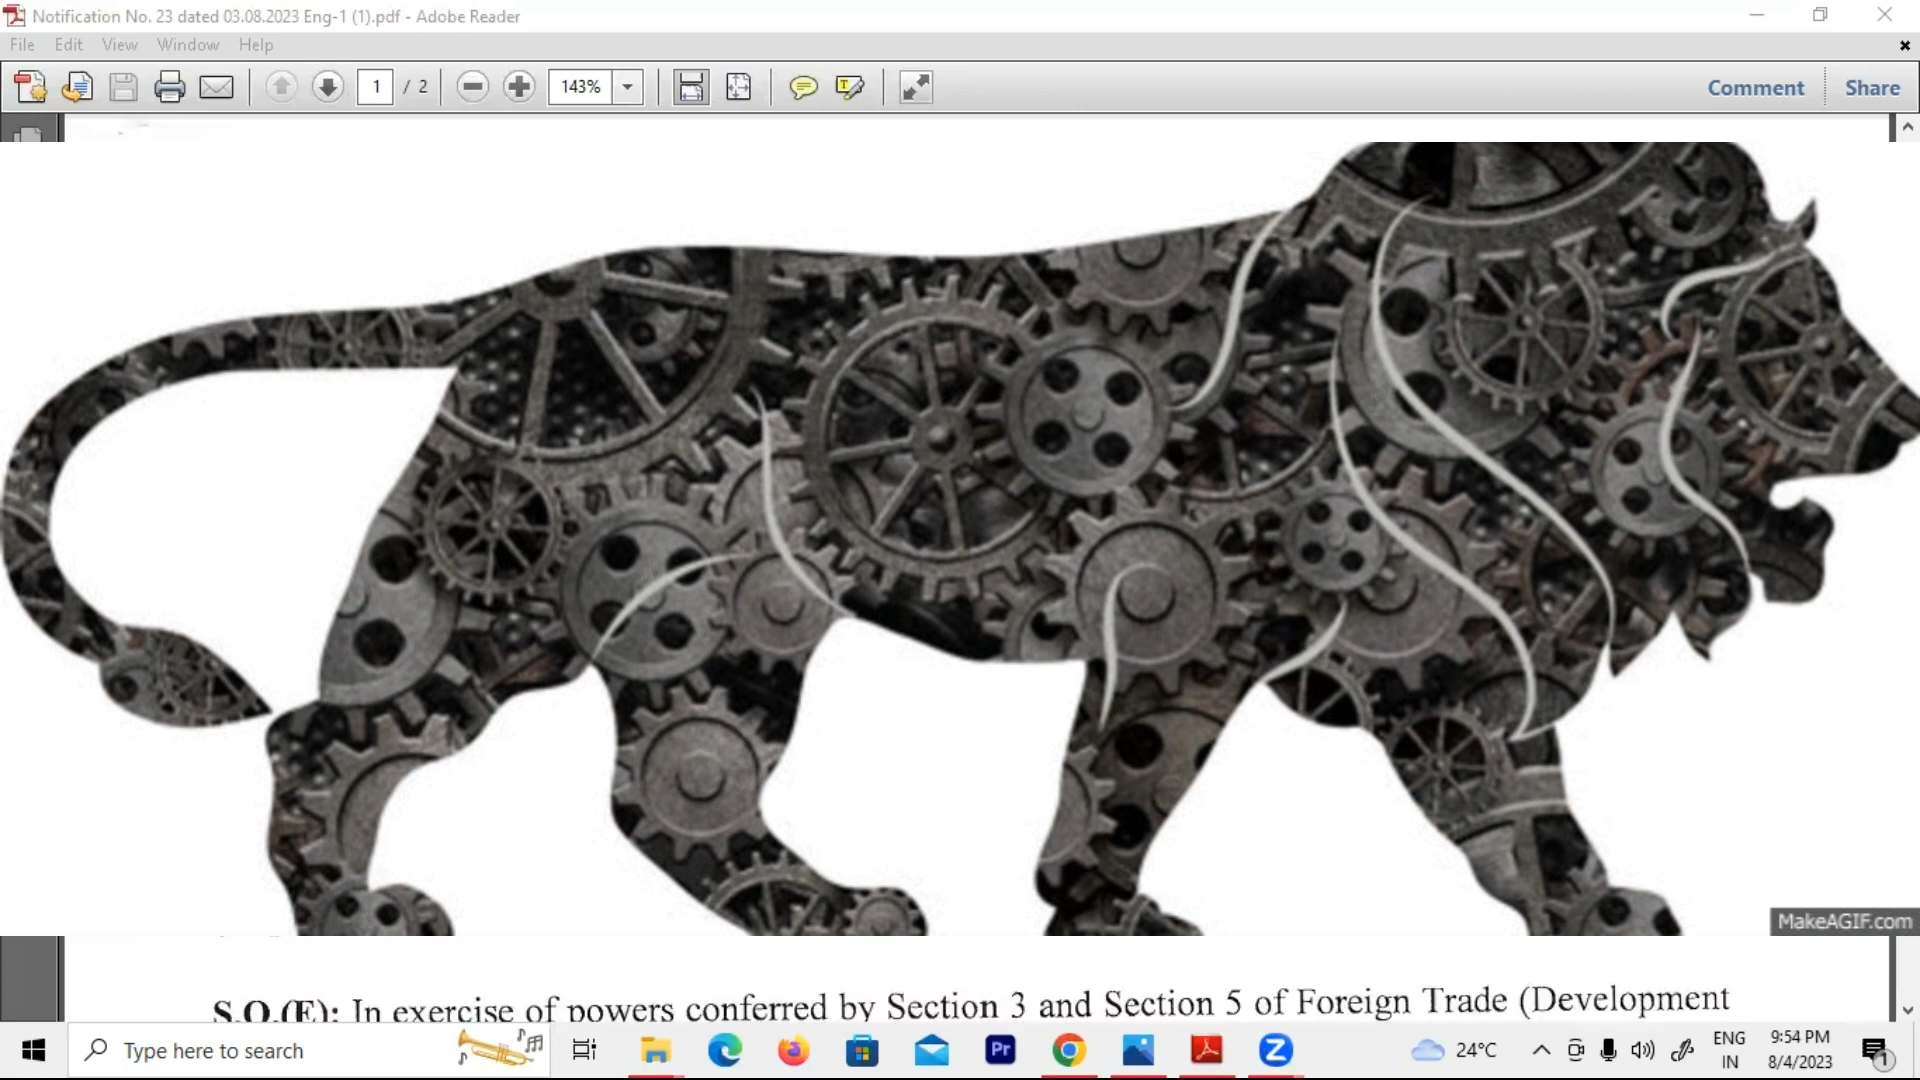 Notification No. 23 dated 03.08.2023 Eng-1 (1).pdf - Adobe Reader
File Edit View Window Help
1 / 2 143% Comment Share
MakeAGIF.com
S.O.(E): In exercise of powers conferred by Section 3 and Section 5 of Foreign Trade (Development
Type here to search Pr 24°C ENG 9:54 PM
IN 8/4/2023 1